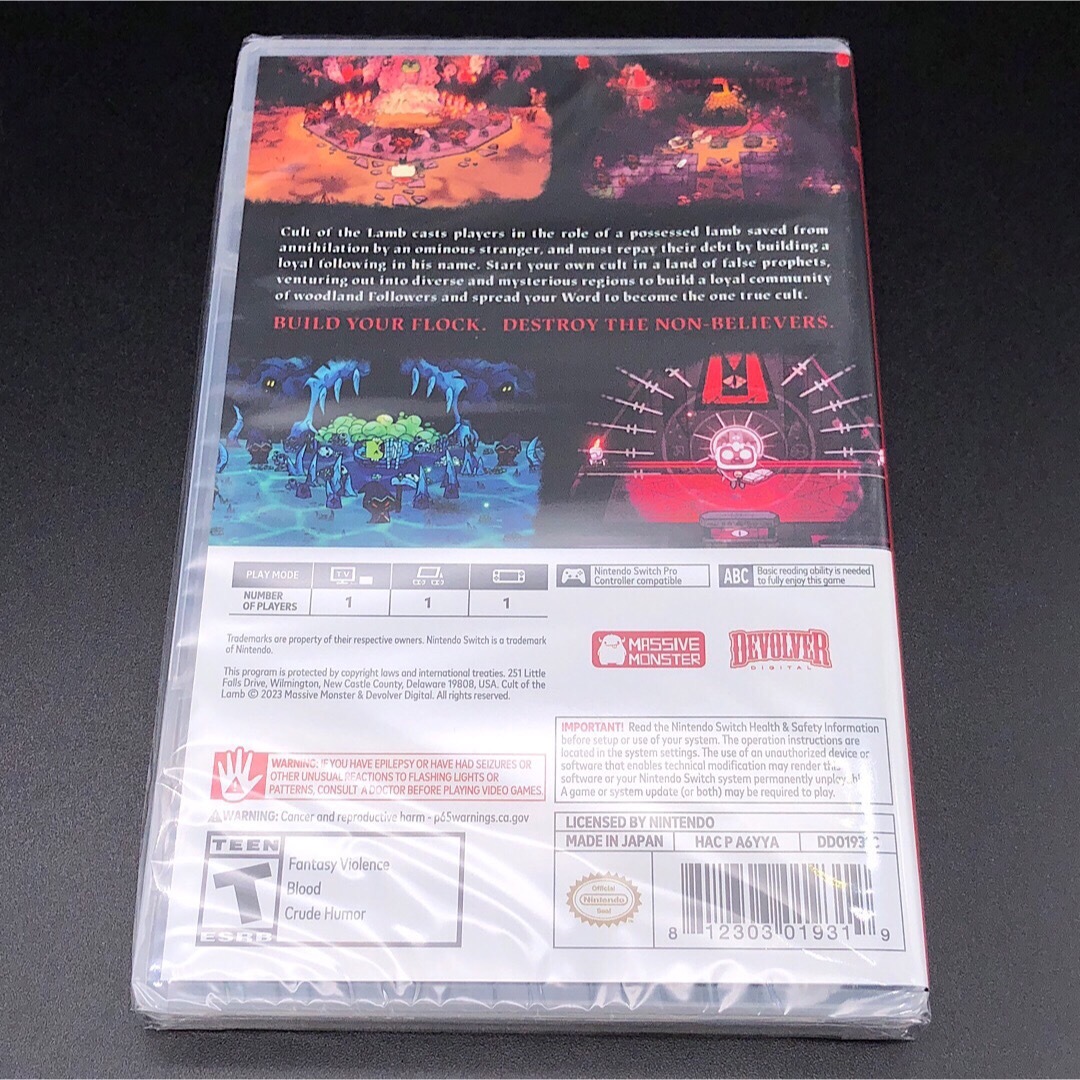 Cult of the Lamb casts players in the role of a possessed lamb saved from
annihilation by an ominous stranger, and must repay their debt by building a
loyal following in his name. Start your own cult in a land of false prophets,
venturing out into diverse and mysterious regions to build a loyal community
of woodland Followers and spread your Word to become the one true cult.
BUILD YOUR FLOCK. DESTROY THE NON-BELIEVERS.
PLAY MODE
TV
NUMBER
OF PLAYERS
1
1
1
Nintendo Switch Pro
Controller compatible
ABC
Basic reading ability is needed
to fully enjoy this game
Trademarks are property of their respective owners. Nintendo Switch is a trademark
of Nintendo.
This program is protected by copyright laws and international treaties. 251 Little
Falls Drive, Wilmington, New Castle County, Delaware 19808, USA. Cult of the
Lamb © 2023 Massive Monster & Devolver Digital. All rights reserved.
MASSIVE
MONSTER
DEVOLVER
DIGITAL
WARNING: IF YOU HAVE EPILEPSY OR HAVE HAD SEIZURES OR
OTHER UNUSUAL REACTIONS TO FLASHING LIGHTS OR
PATTERNS, CONSULT A DOCTOR BEFORE PLAYING VIDEO GAMES.
WARNING: Cancer and reproductive harm - p65warnings.ca.gov
IMPORTANT! Read the Nintendo Switch Health & Safety Information
before setup or use of your system. The operation instructions are
located in the system settings. The use of an unauthorized device or
software that enables technical modification may render this
software or your Nintendo Switch system permanently
A game or system update (or both) may be required to play.
LICENSED BY NINTENDO
MADE IN JAPAN
HAC P A6YYA
TEEN
T
ESRB
Fantasy Violence
Blood
Crude Humor
Official
Nintendo
Seal
8 12303 01931 9